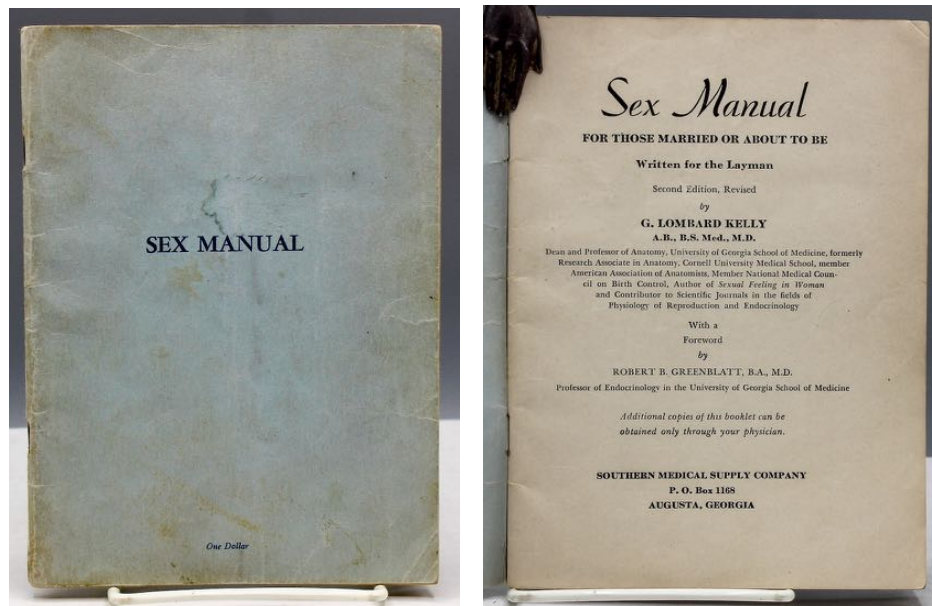 SEX MANUAL
One Dollar
Sex Manual
FOR THOSE MARRIED OR ABOUT TO BE
Written for the Layman
Second Edition, Revised
by
G. LOMBARD KELLY
A.B., B.S. Med., M.D.
Dean and Professor of Anatomy, University of Georgia School of Medicine, formerly
Research Associate in Anatomy, Cornell University Medical School, member
American Association of Anatomists, Member National Medical Coun-
cil on Birth Control, Author of Sexual Feeling in Woman
and Contributor to Scientific Journals in the fields of
Physiology of Reproduction and Endocrinology
With a
Foreword
by
ROBERT B. GREENBLATT, B.A., M.D.
Professor of Endocrinology in the University of Georgia School of Medicine
Additional copies of this booklet can be
obtained only through your physician.
SOUTHERN MEDICAL SUPPLY COMPANY
P. O. Box 1168
AUGUSTA, GEORGIA